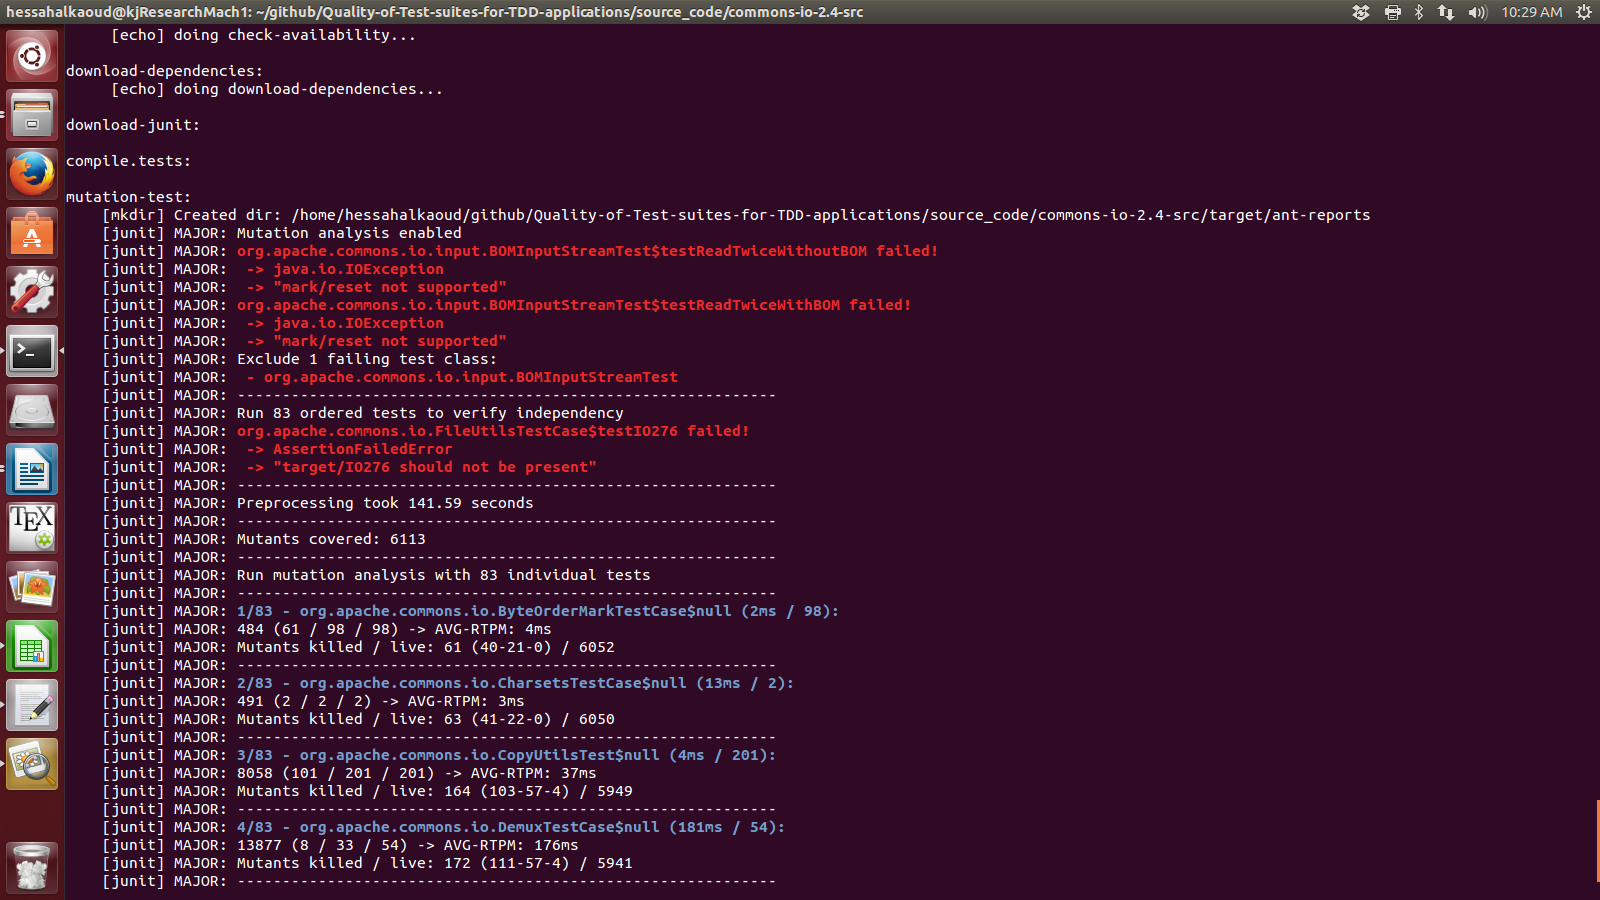 hessahalkaoud@kjResearchMach1: ~/github/Quality-of-Test-suites-for-TDD-applications/source_code/commons-io-2.4-src
10:29 AM
[echo] doing check-availability...
download-dependencies:
[echo] doing download-dependencies...
download-junit:
compile.tests:
mutation-test:
[mkdir] Created dir: /home/hessahalkaoud/github/Quality-of-Test-suites-for-TDD-applications/source_code/commons-io-2.4-src/target/ant-reports
[junit] MAJOR: Mutation analysis enabled
[junit] MAJOR: org.apache.commons.io.input.BOMInputStreamTest$testReadTwiceWithoutBOM failed!
[junit] MAJOR:  -> java.io.IOException
[junit] MAJOR:  -> "mark/reset not supported"
[junit] MAJOR: org.apache.commons.io.input.BOMInputStreamTest$testReadTwiceWithBOM failed!
[junit] MAJOR:  -> java.io.IOException
[junit] MAJOR:  -> "mark/reset not supported"
[junit] MAJOR: Exclude 1 failing test class:
[junit] MAJOR:  - org.apache.commons.io.input.BOMInputStreamTest
[junit] MAJOR: ------------------------------------------------------------
[junit] MAJOR: Run 83 ordered tests to verify independency
[junit] MAJOR: org.apache.commons.io.FileUtilsTestCase$testIO276 failed!
[junit] MAJOR:  -> AssertionFailedError
[junit] MAJOR:  -> "target/IO276 should not be present"
[junit] MAJOR: ------------------------------------------------------------
[junit] MAJOR: Preprocessing took 141.59 seconds
[junit] MAJOR: ------------------------------------------------------------
[junit] MAJOR: Mutants covered: 6113
[junit] MAJOR: ------------------------------------------------------------
[junit] MAJOR: Run mutation analysis with 83 individual tests
[junit] MAJOR: ------------------------------------------------------------
[junit] MAJOR: 1/83 - org.apache.commons.io.ByteOrderMarkTestCase$null (2ms / 98):
[junit] MAJOR: 484 (61 / 98 / 98) -> AVG-RTPM: 4ms
[junit] MAJOR: Mutants killed / live: 61 (40-21-0) / 6052
[junit] MAJOR: ------------------------------------------------------------
[junit] MAJOR: 2/83 - org.apache.commons.io.CharsetsTestCase$null (13ms / 2):
[junit] MAJOR: 491 (2 / 2 / 2) -> AVG-RTPM: 3ms
[junit] MAJOR: Mutants killed / live: 63 (41-22-0) / 6050
[junit] MAJOR: ------------------------------------------------------------
[junit] MAJOR: 3/83 - org.apache.commons.io.CopyUtilsTest$null (4ms / 201):
[junit] MAJOR: 8058 (101 / 201 / 201) -> AVG-RTPM: 37ms
[junit] MAJOR: Mutants killed / live: 164 (103-57-4) / 5949
[junit] MAJOR: ------------------------------------------------------------
[junit] MAJOR: 4/83 - org.apache.commons.io.DemuxTestCase$null (181ms / 54):
[junit] MAJOR: 13877 (8 / 33 / 54) -> AVG-RTPM: 176ms
[junit] MAJOR: Mutants killed / live: 172 (111-57-4) / 5941
[junit] MAJOR: ------------------------------------------------------------
TEX